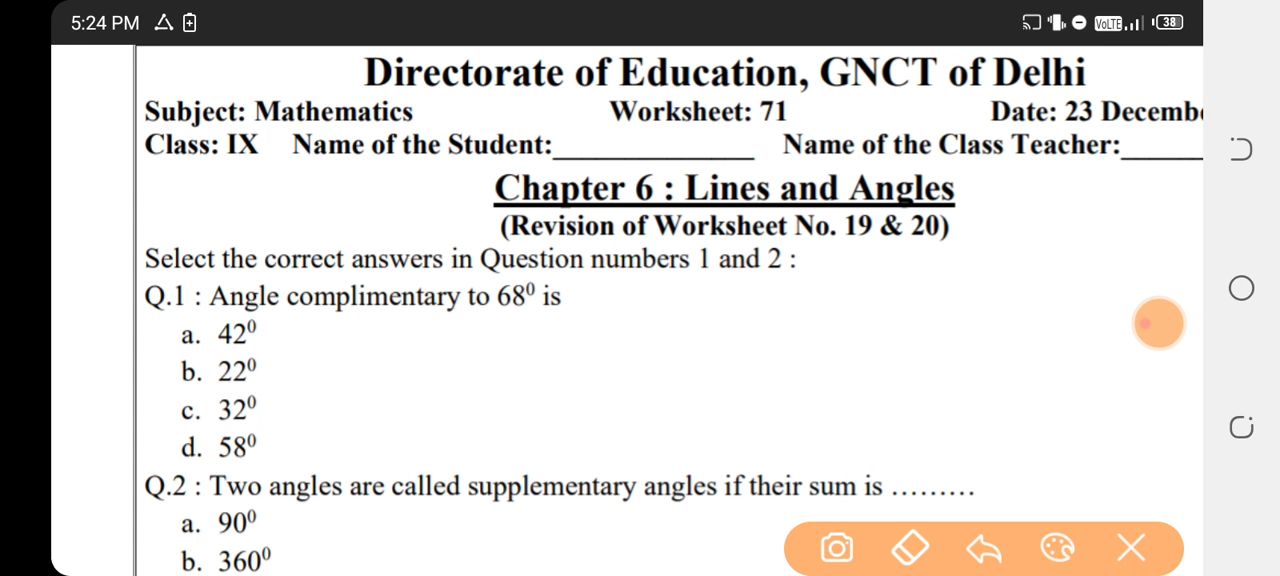 5:24 PM
VoLTE 38
Directorate of Education, GNCT of Delhi
Subject: Mathematics Worksheet: 71 Date: 23 Decemb
Class: IX Name of the Student:______________ Name of the Class Teacher:______
Chapter 6 : Lines and Angles
(Revision of Worksheet No. 19 & 20)
Select the correct answers in Question numbers 1 and 2 :
Q.1 : Angle complimentary to 68⁰ is
a. 42⁰
b. 22⁰
c. 32⁰
d. 58⁰
Q.2 : Two angles are called supplementary angles if their sum is .........
a. 90⁰
b. 360⁰